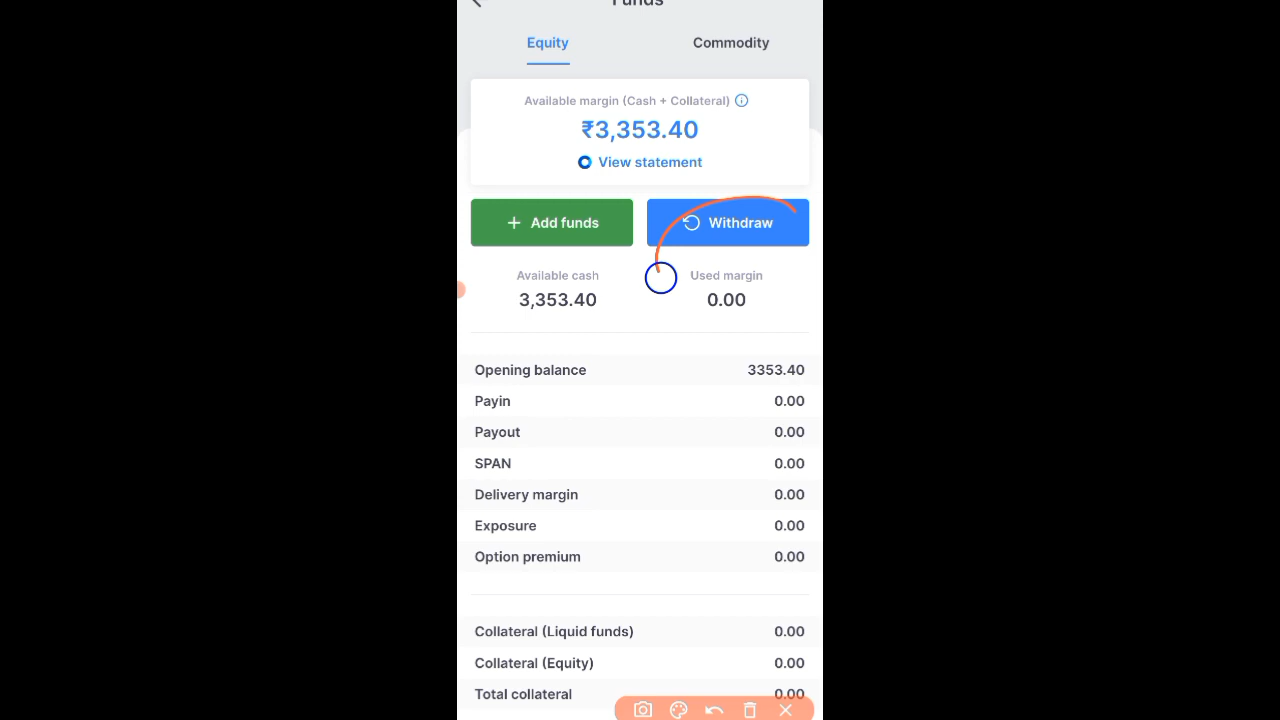 Funds
Equity Commodity
Available margin (Cash + Collateral)
₹3,353.40
View statement
+ Add funds Withdraw
Available cash Used margin
3,353.40 0.00
Opening balance 3353.40
Payin 0.00
Payout 0.00
SPAN 0.00
Delivery margin 0.00
Exposure 0.00
Option premium 0.00
Collateral (Liquid funds) 0.00
Collateral (Equity) 0.00
Total collateral 0.00